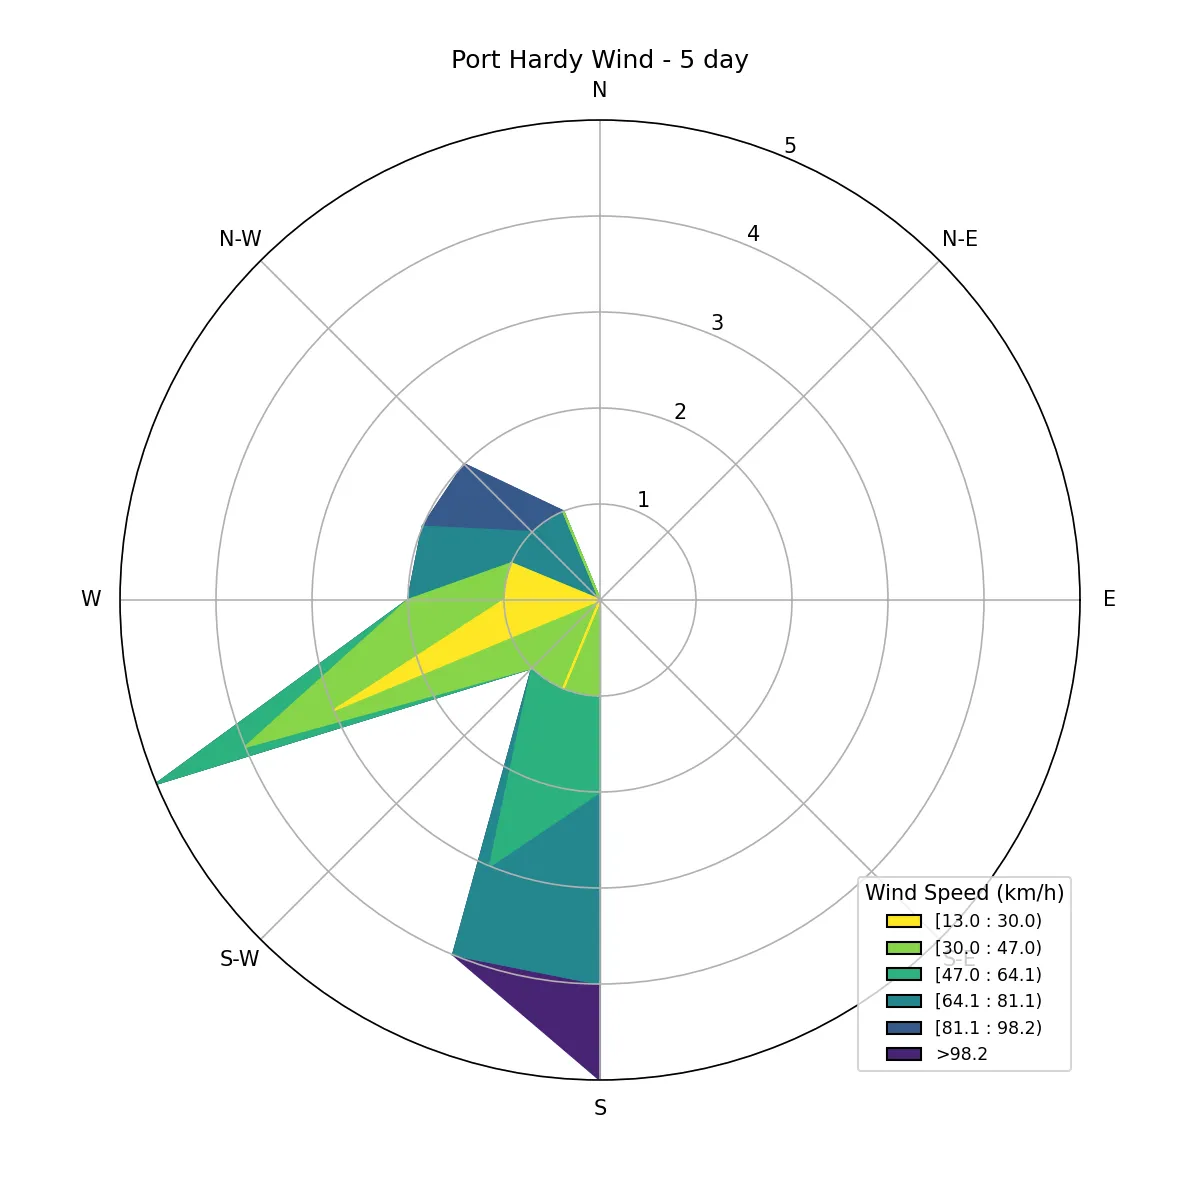 Port Hardy Wind - 5 day
N
5
N-W
4
N-E
3
2
1
W
E
Wind Speed (km/h)
[13.0 : 30.0)
[30.0 : 47.0)
S-W
S-E
[47.0 : 64.1)
[64.1 : 81.1)
[81.1 : 98.2)
>98.2
S